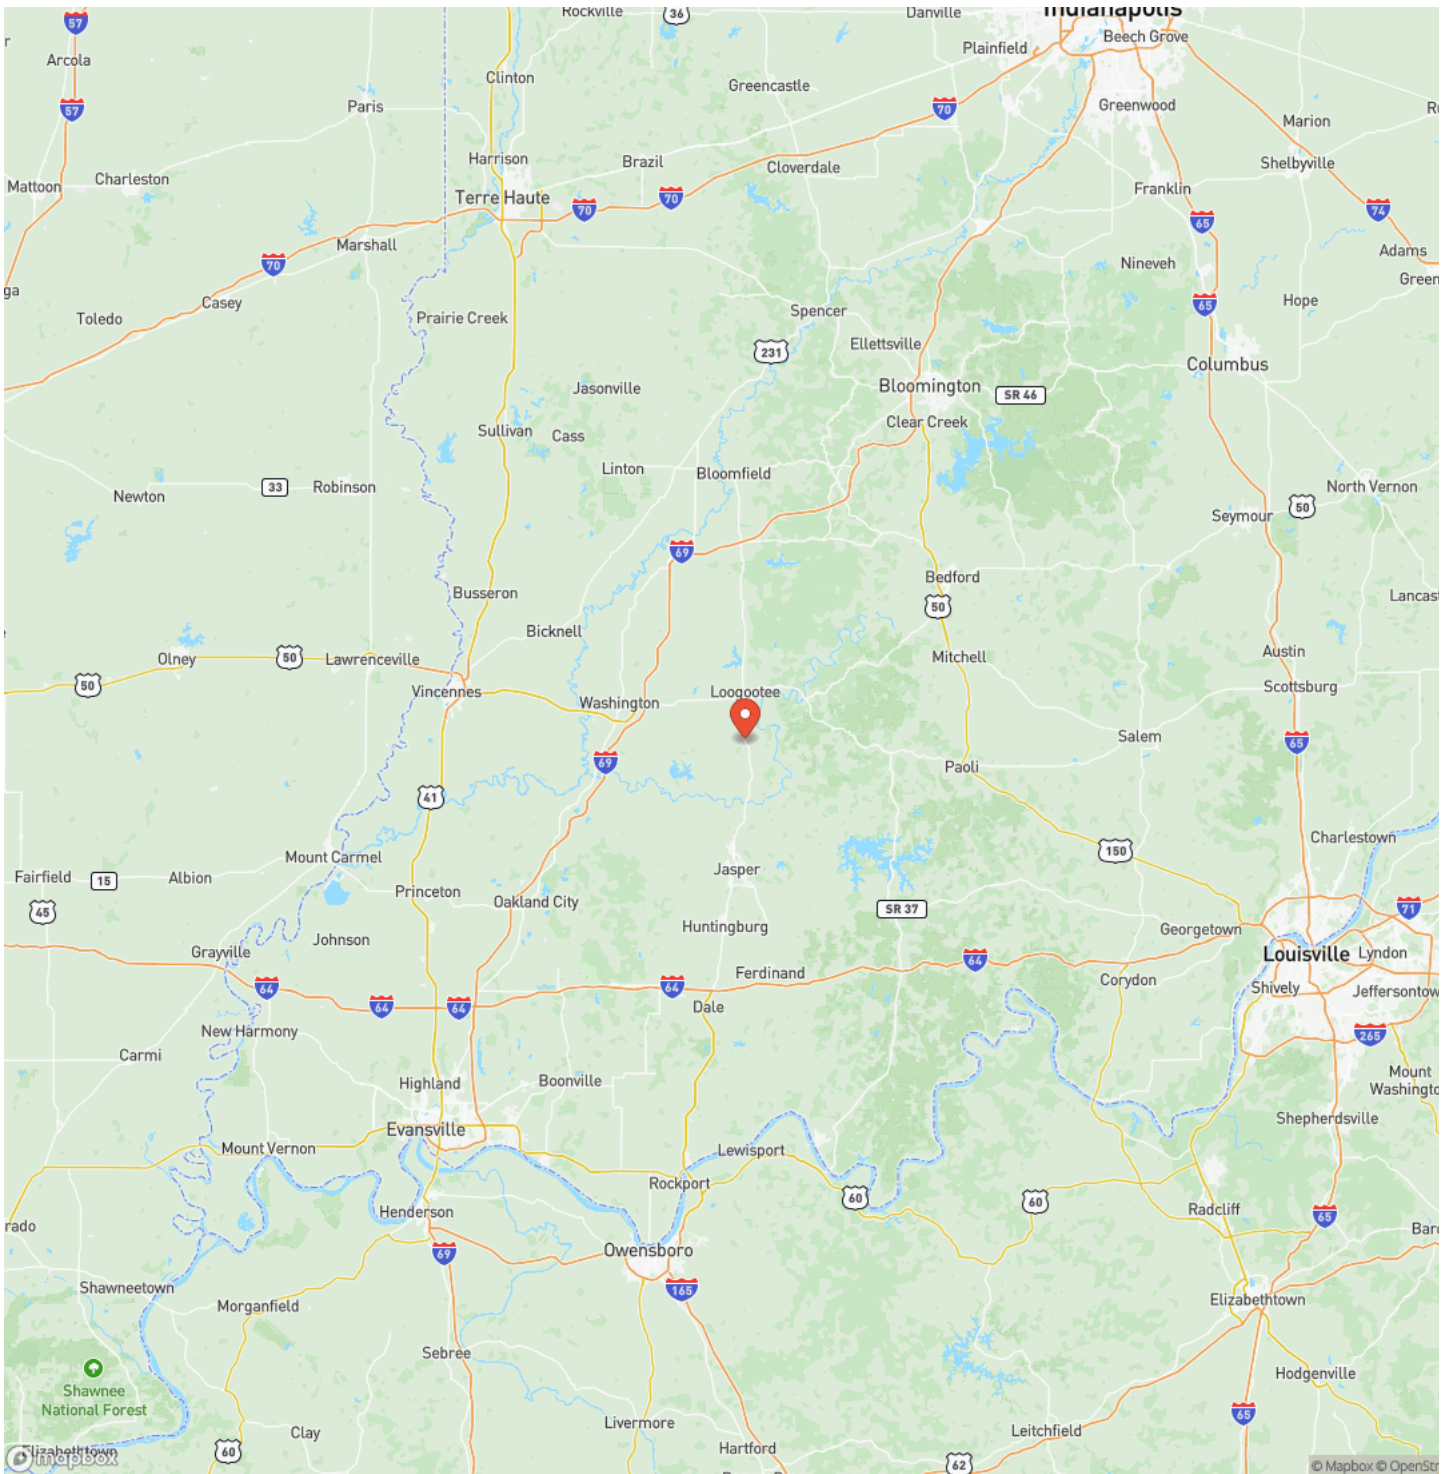 57
Rockville
36
Danville
Indianapolis
Beech Grove
Arcola
Plainfield
Clinton
Greencastle
57
Paris
70
Greenwood
Marion
Harrison
Brazil
Cloverdale
Shelbyville
Mattoon
Charleston
Terre Haute
70
70
Franklin
65
74
Marshall
70
Nineveh
Adams
Green
ga
Casey
Toledo
Prairie Creek
Spencer
65
Hope
231
Ellettsville
Columbus
Jasonville
Bloomington
SR 46
Sullivan
Cass
Clear Creek
Linton
Bloomfield
Newton
33
Robinson
North Vernon
Seymour
50
69
Busseron
Bedford
50
Lancas
Bicknell
Olney
50
Lawrenceville
Mitchell
Austin
50
Vincennes
Washington
Loogootee
Scottsburg
Salem
65
69
Paoli
41
Mount Carmel
150
Charlestown
Fairfield
15
Albion
Princeton
Oakland City
Jasper
45
SR 37
71
Grayville
Johnson
Huntingburg
Georgetown
Louisville
Lyndon
64
64
64
64
Ferdinand
64
Corydon
Shively
Jeffersontow
New Harmony
Dale
265
Carmi
Highland
Boonville
Mount
Washingto
Evansville
Shepherdsville
Mount Vernon
Lewisport
Rockport
60
60
Radcliff
65
Bar
rado
Henderson
69
Owensboro
165
Shawneetown
Morganfield
Elizabethtown
Sebree
Hodgenville
Shawnee
National Forest
Clay
60
Livermore
65
Leitchfield
Hartford
62
Elizabethtown
mapbox
© Mapbox © OpenStr